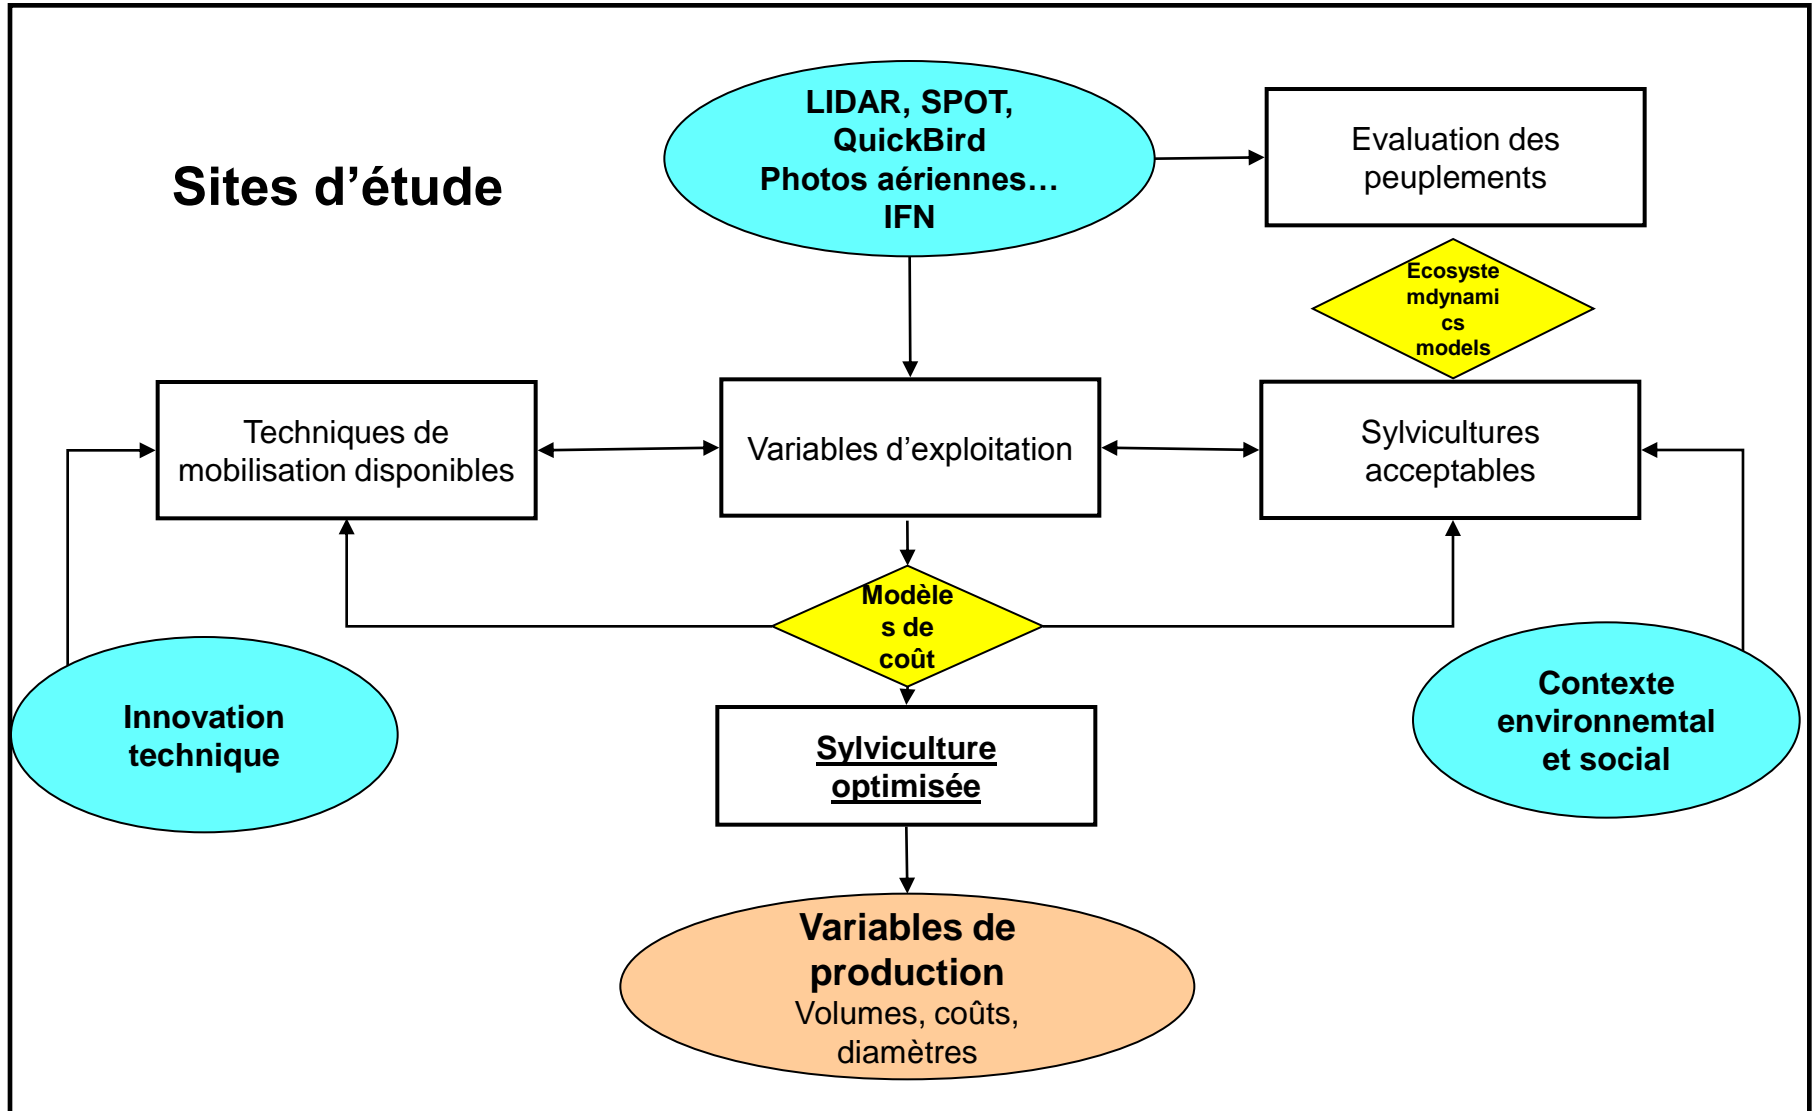 LIDAR, SPOT,
QuickBird
Photos aériennes…
IFN
Evaluation des
peuplements
Sites d’étude
Ecosyste
mdynami
cs
models
Techniques de
mobilisation disponibles
Variables d’exploitation
Sylvicultures
acceptables
Modèle
s de
coût
Innovation
technique
Contexte
environnemtal
et social
Sylviculture
optimisée
Variables de
production
Volumes, coûts,
diamètres